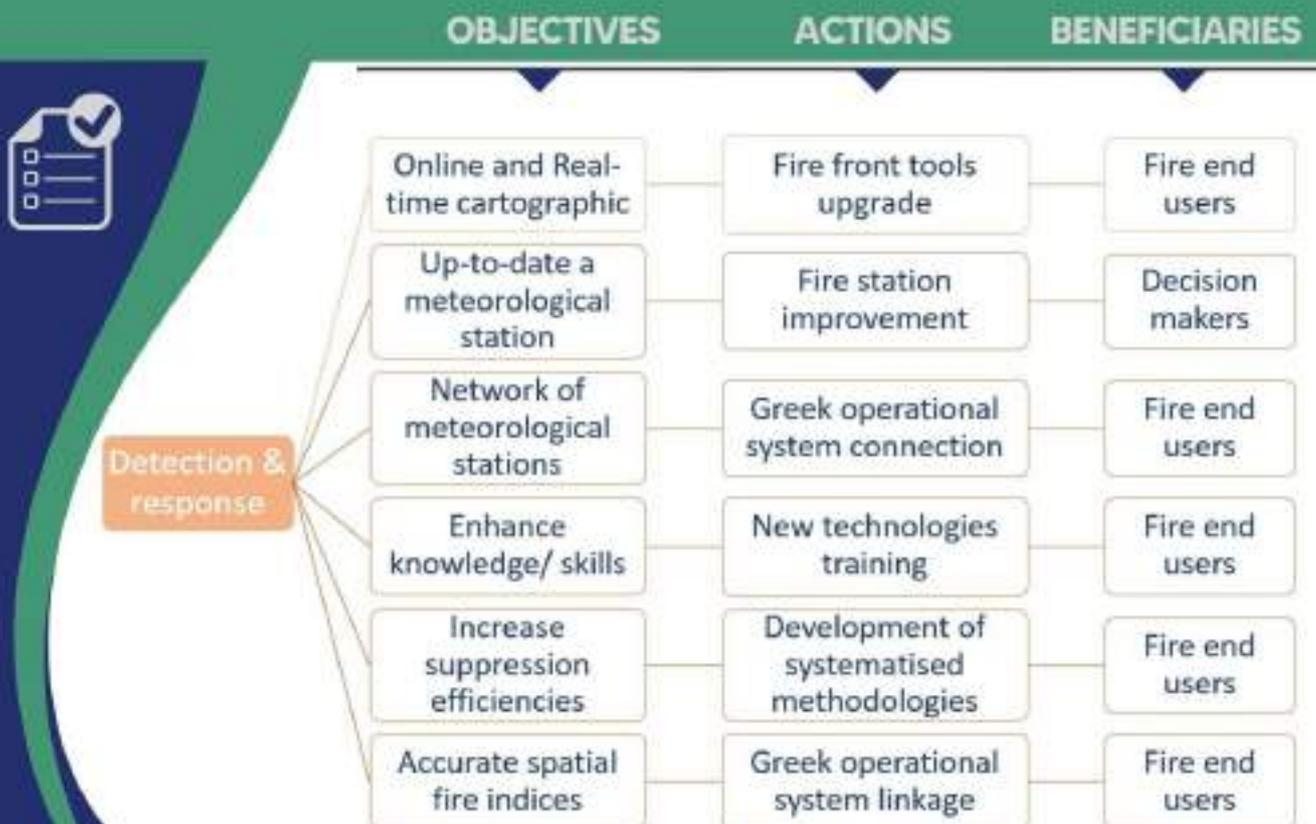 OBJECTIVES ACTIONS BENEFICIARIES
Online and Real-
time cartographic
Fire front tools
upgrade
Fire end
users
Up-to-date a
meteorological
station
Fire station
improvement
Decision
makers
Network of
meteorological
stations
Greek operational
system connection
Fire end
users
Detection &
response
Enhance
knowledge/ skills
New technologies
training
Fire end
users
Increase
suppression
efficiencies
Development of
systematised
methodologies
Fire end
users
Accurate spatial
fire indices
Greek operational
system linkage
Fire end
users